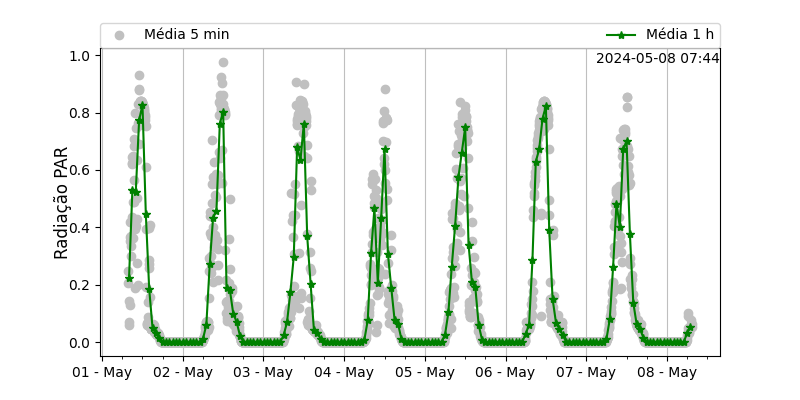 Média 5 min
Média 1 h
2024-05-08 07:44
Radiação PAR
1.0
0.8
0.6
0.4
0.2
0.0
01 - May 02 - May 03 - May 04 - May 05 - May 06 - May 07 - May 08 - May